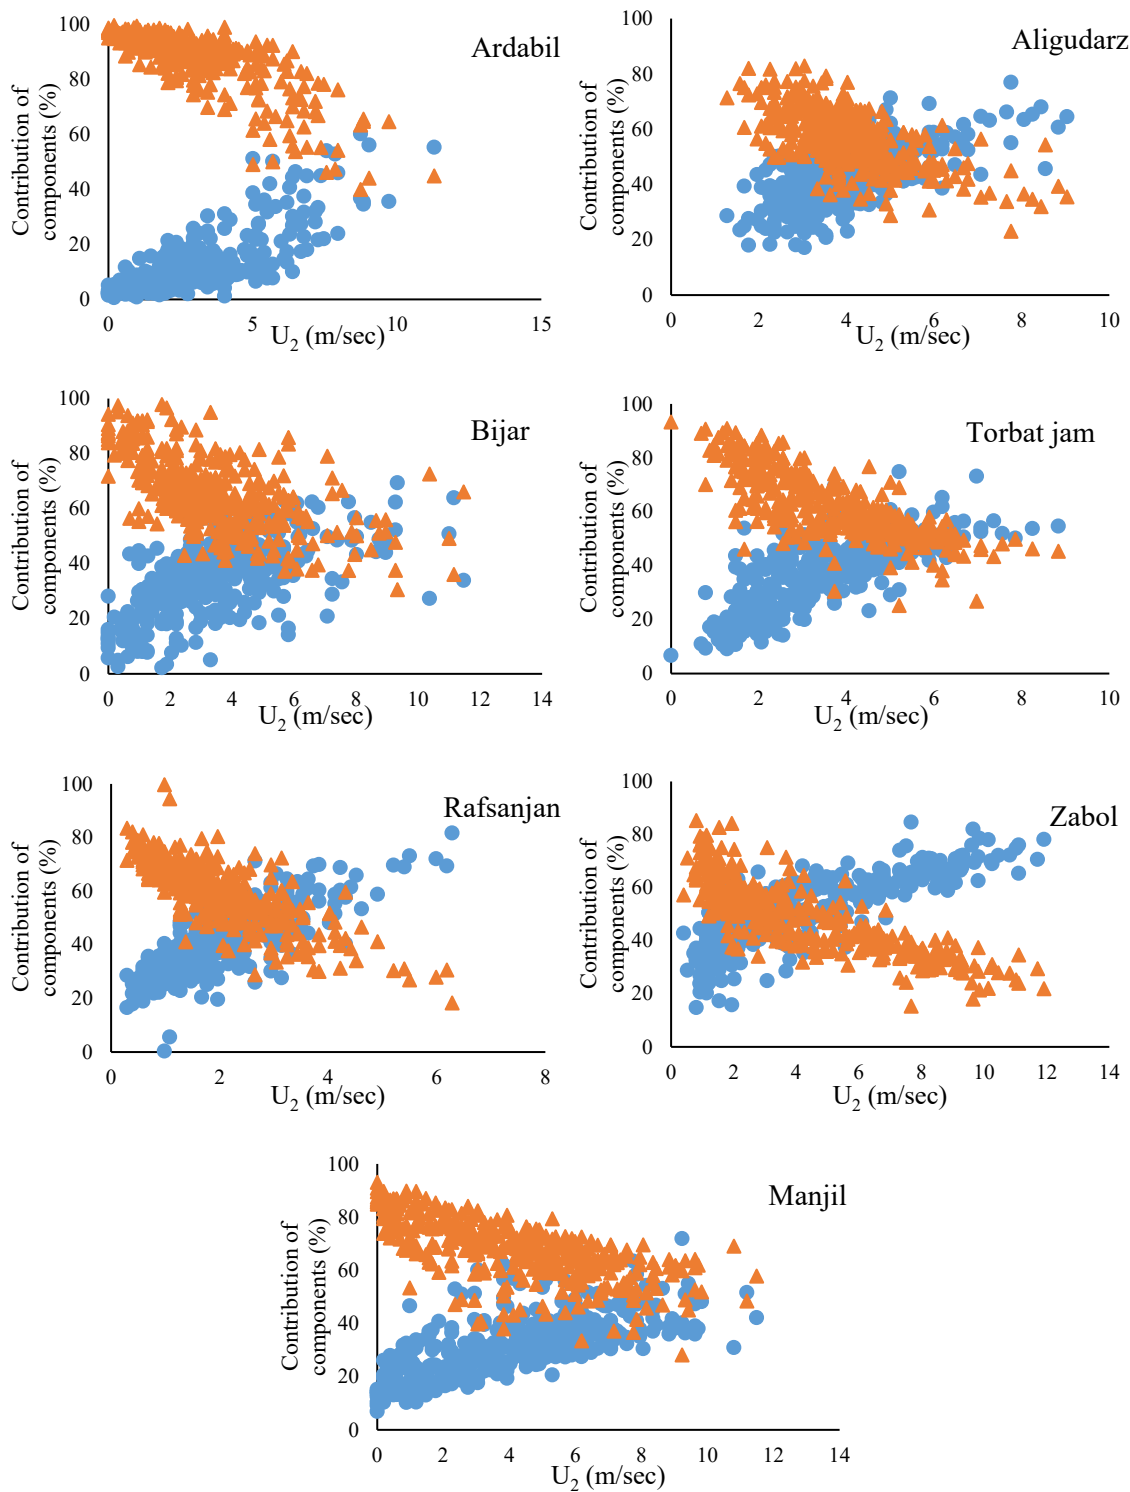 Ardabil
Contribution of
components (%)
100
80
60
40
20
0
0 5 10 15
U2 (m/sec)
Aligudarz
Contribution of
components (%)
100
80
60
40
20
0
0 2 4 6 8 10
U2 (m/sec)
Bijar
Contribution of
components (%)
100
80
60
40
20
0
0 2 4 6 8 10 12 14
U2 (m/sec)
Torbat jam
Contribution of
components (%)
100
80
60
40
20
0
0 2 4 6 8 10
U2 (m/sec)
Rafsanjan
Contribution of
components (%)
100
80
60
40
20
0
0 2 4 6 8
U2 (m/sec)
Zabol
Contribution of
components (%)
100
80
60
40
20
0
0 2 4 6 8 10 12 14
U2 (m/sec)
Manjil
Contribution of
components (%)
100
80
60
40
20
0
0 2 4 6 8 10 12 14
U2 (m/sec)